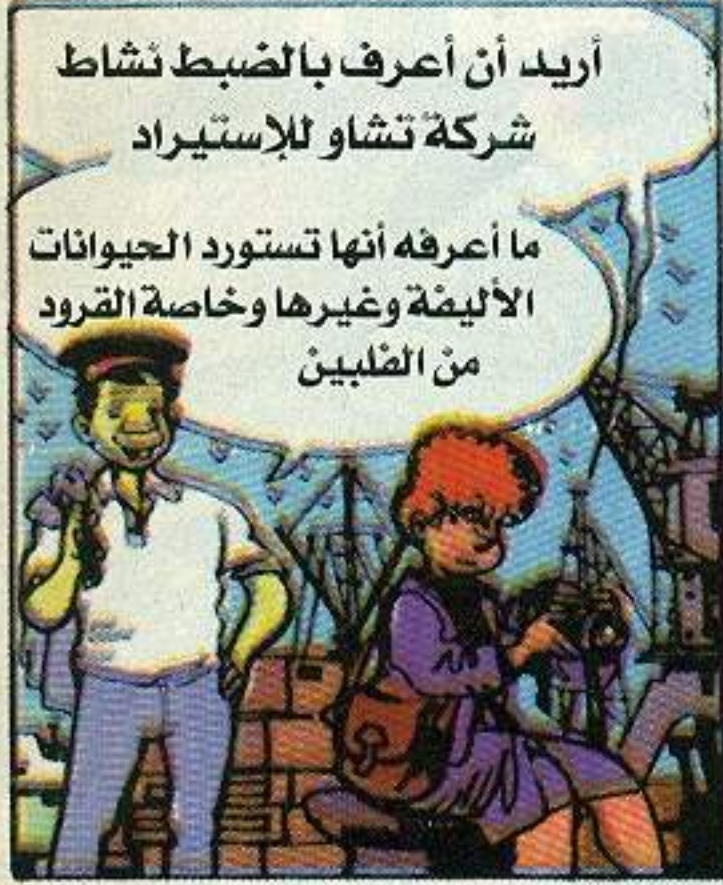 أريد أن أعرف بالضبط نشاط
شركة تشاو للإستيراد
ما أعرفه أنها تستورد الحيوانات
الأليفة وغيرها وخاصة القرود
من الفلبين